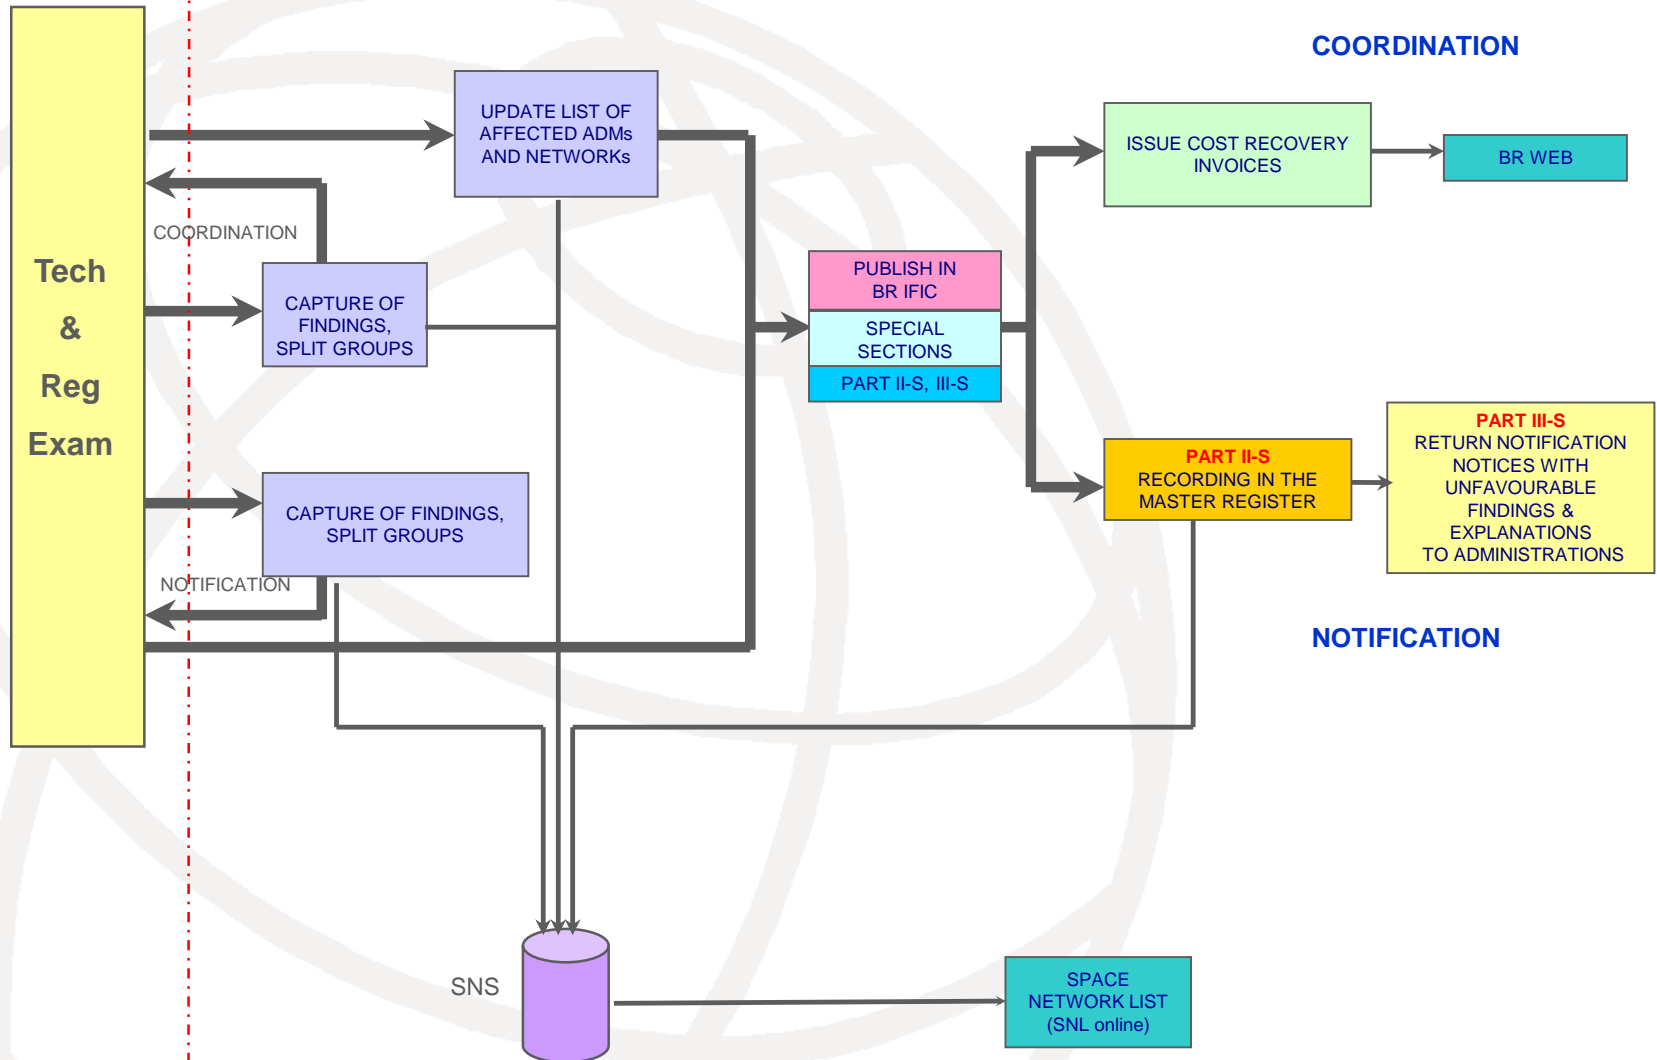 COORDINATION
UPDATE LIST OF
AFFECTED ADMs
AND NETWORKs
ISSUE COST RECOVERY
INVOICES
BR WEB
COORDINATION
Tech
&
Reg
Exam
CAPTURE OF
FINDINGS,
SPLIT GROUPS
PUBLISH IN
BR IFIC
SPECIAL
SECTIONS
PART II-S, III-S
PART II-S
RECORDING IN THE
MASTER REGISTER
PART III-S
RETURN NOTIFICATION
NOTICES WITH
UNFAVOURABLE
FINDINGS &
EXPLANATIONS
TO ADMINISTRATIONS
CAPTURE OF FINDINGS,
SPLIT GROUPS
NOTIFICATION
NOTIFICATION
SNS
SPACE
NETWORK LIST
(SNL online)